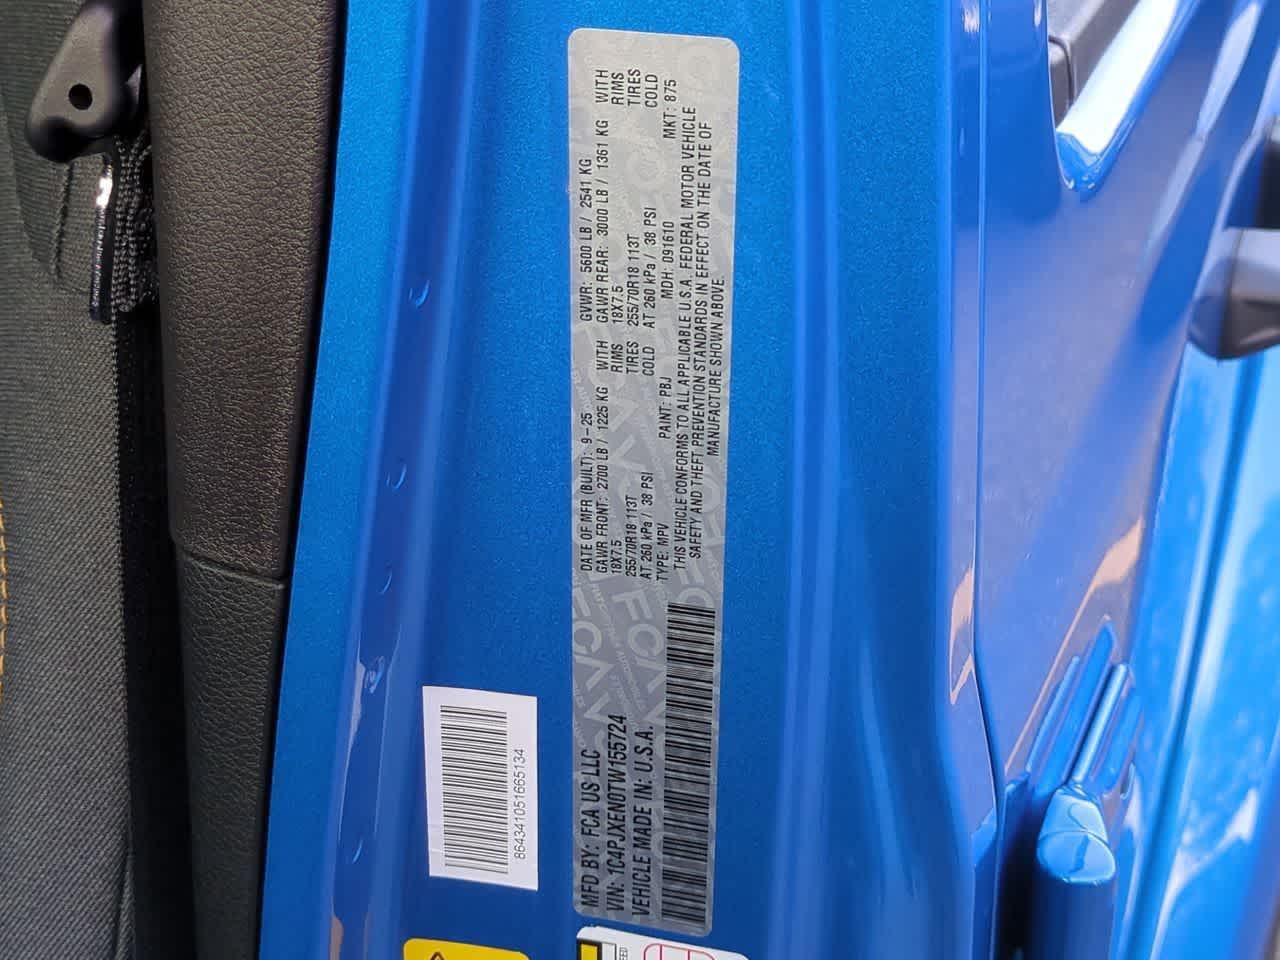 MFD BY: FCA US LLC
VIN: 1C4PJXEN0TW155724
VEHICLE MADE IN: U.S.A.
DATE OF MFR (BUILT): 9-25 GVWR: 5600 LB / 2541 KG
GAWR FRONT: 2700 LB / 1225 KG WITH GAWR REAR: 3000 LB / 1361 KG WITH
18X7.5 RIMS 18X7.5 RIMS
255/70R18 113T TIRES 255/70R18 113T TIRES
AT 260 kPa / 38 PSI COLD AT 260 kPa / 38 PSI COLD
TYPE: MPV PAINT: PBJ MDH: 091610 MKT: 875
THIS VEHICLE CONFORMS TO ALL APPLICABLE U.S.A. FEDERAL MOTOR VEHICLE
SAFETY AND THEFT PREVENTION STANDARDS IN EFFECT ON THE DATE OF
MANUFACTURE SHOWN ABOVE.
864341051665134